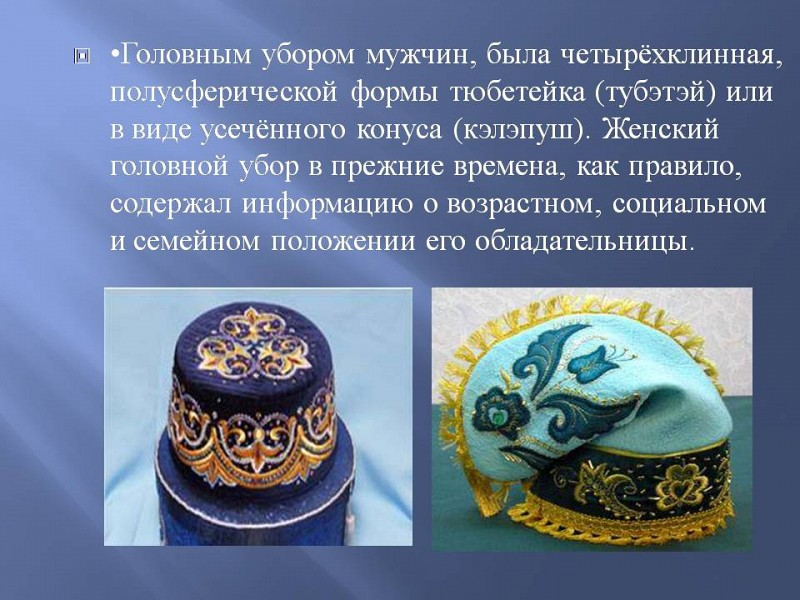 •Головным убором мужчин, была четырёхклинная,
полусферической формы тюбетейка (тубэтэй) или
в виде усечённого конуса (кэлэпуш). Женский
головной убор в прежние времена, как правило,
содержал информацию о возрастном, социальном
и семейном положении его обладательницы.